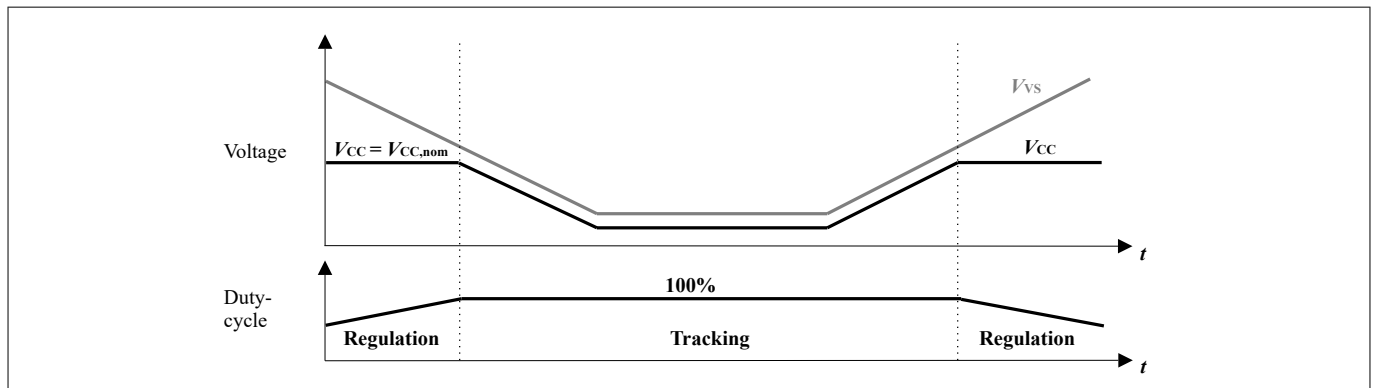 VVS
Voltage
VCC = VCC,nom
VCC
t
100%
Duty-
cycle
Regulation
Tracking
Regulation
t